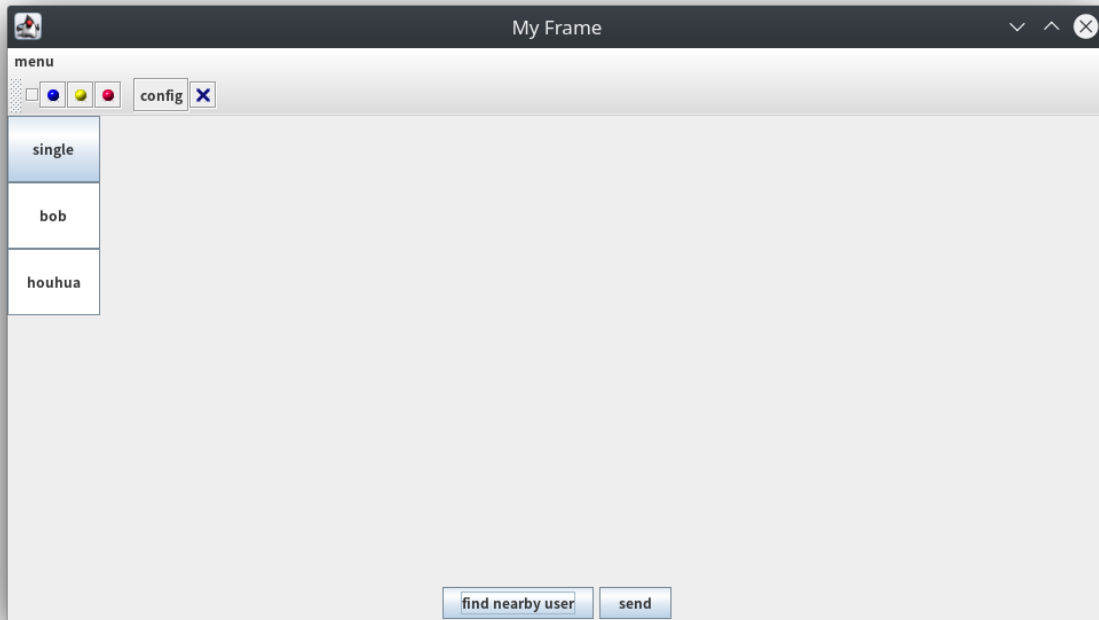 My Frame
menu
config
single
bob
houhua
find nearby user send